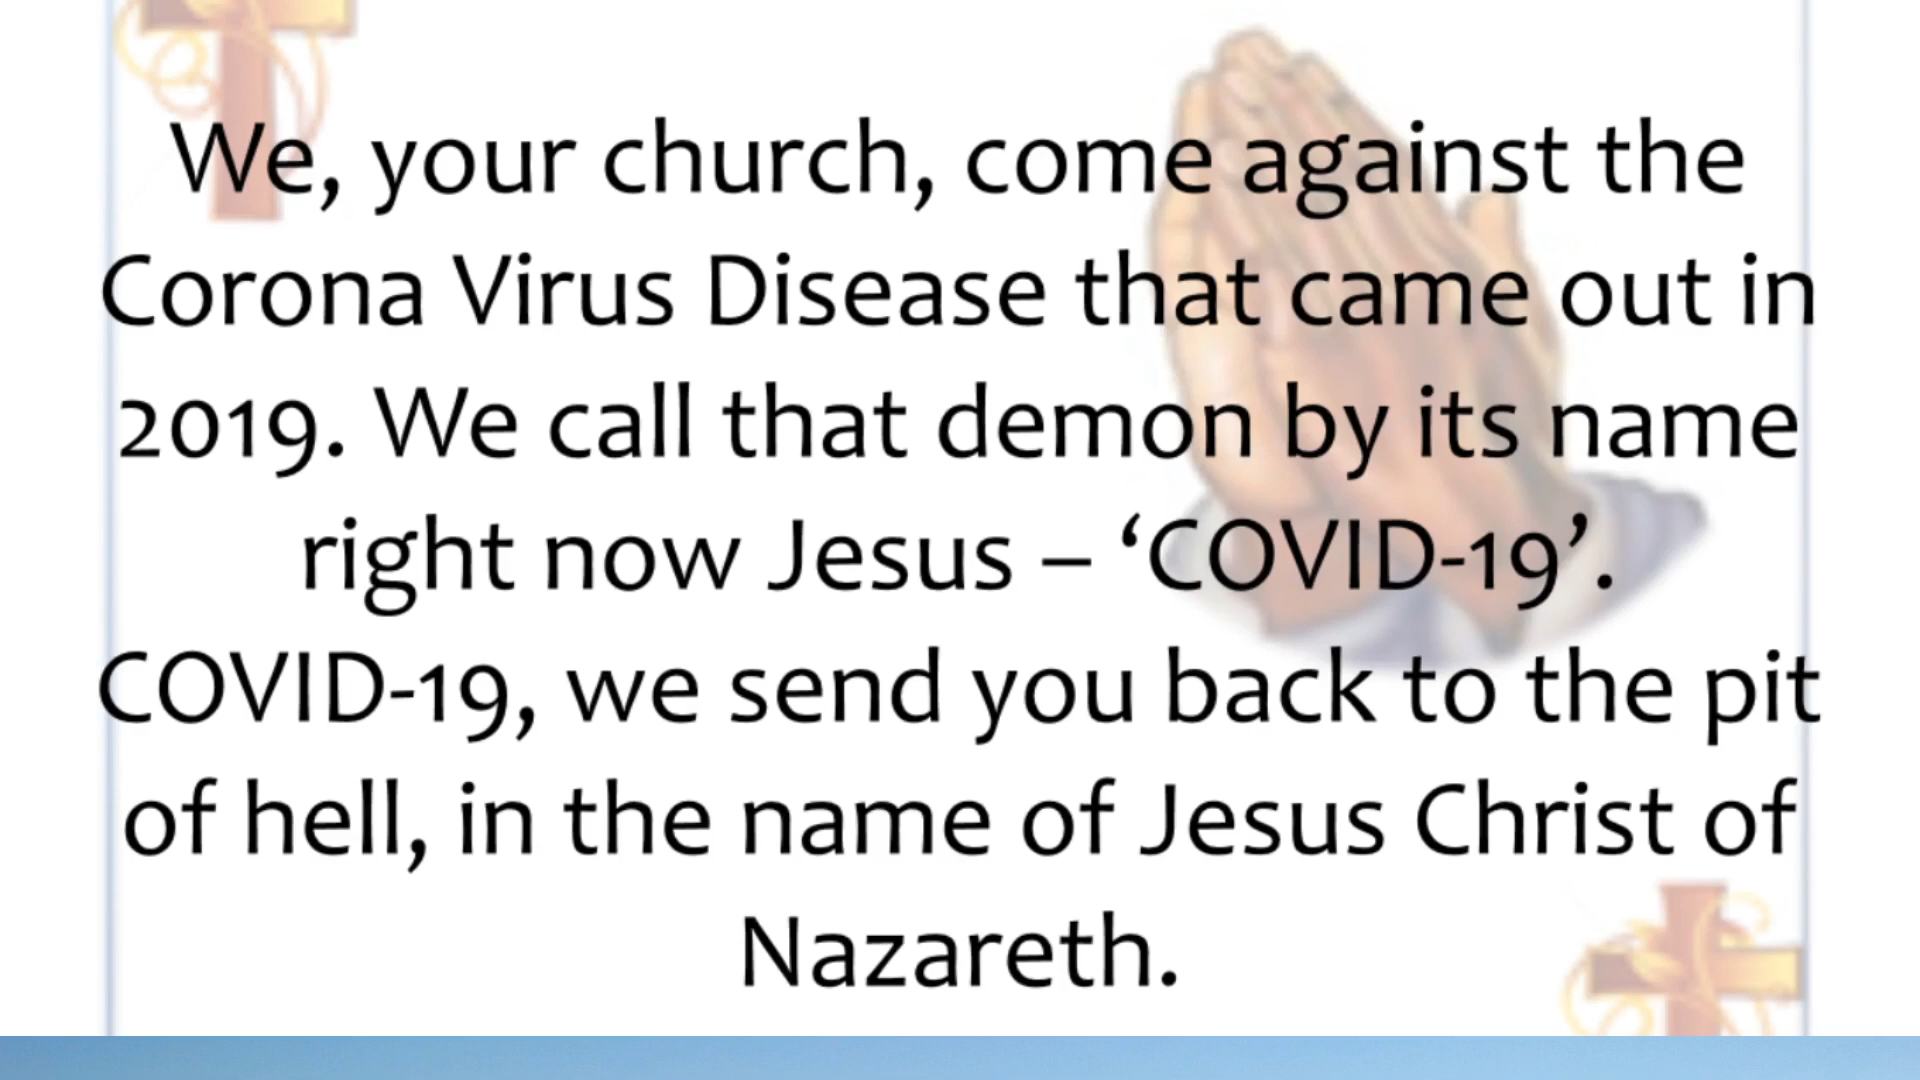 We, your church, come against the
Corona Virus Disease that came out in
2019. We call that demon by its name
right now Jesus – ‘COVID-19’.
COVID-19, we send you back to the pit
of hell, in the name of Jesus Christ of
Nazareth.